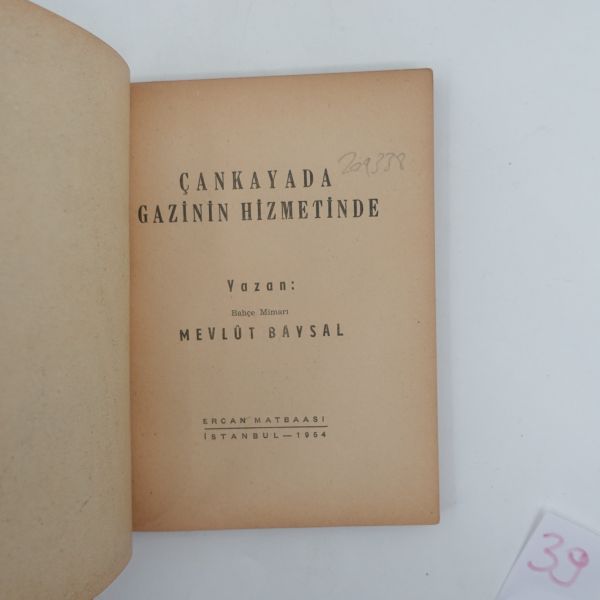 209338
ÇANKAYADA
GAZİNİN HİZMETİNDE
Yazan:
Bahçe Mimarı
MEVLÛT BAYSAL
ERCAN MATBAASI
İSTANBUL—1954
39